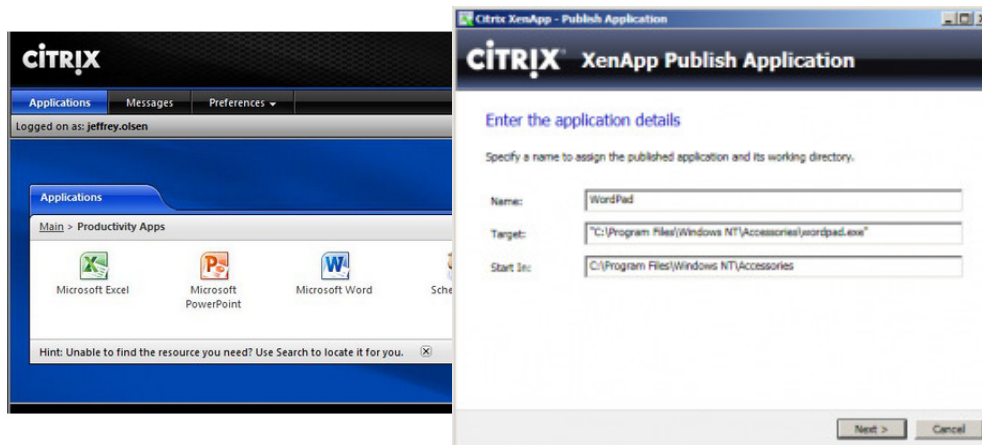 CITRIX
Applications Messages Preferences
Logged on as: jeffrey.olsen
Applications
Main > Productivity Apps
Microsoft Excel
Microsoft PowerPoint
Microsoft Word
Hint: Unable to find the resource you need? Use Search to locate it for you.
Citrix XenApp - Publish Application
CITRIX XenApp Publish Application
Enter the application details
Specify a name to assign the published application and its working directory.
Name: WordPad
Target: "C:\Program Files\Windows NT\Accessories\wordpad.exe"
Start In: C:\Program Files\Windows NT\Accessories
Next > Cancel